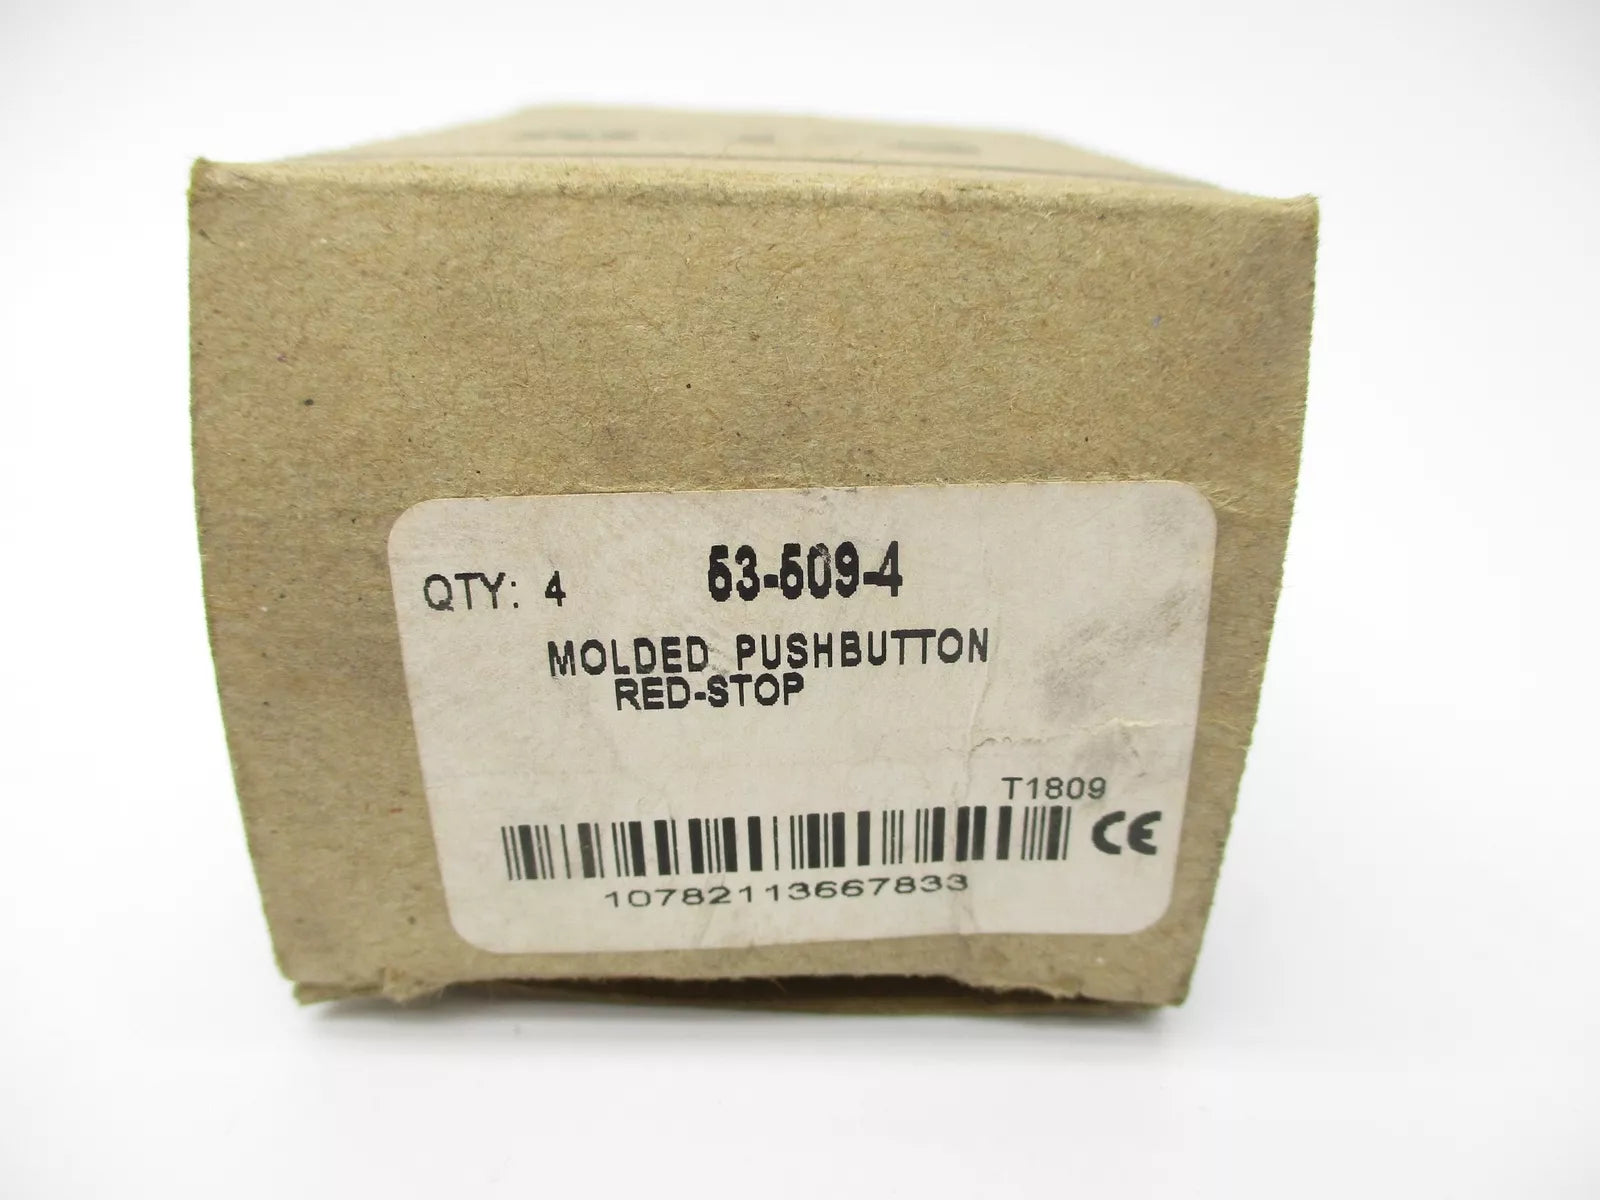 QTY: 4 53-509-4
MOLDED PUSHBUTTON
RED-STOP
T1809
CE
10782113667833